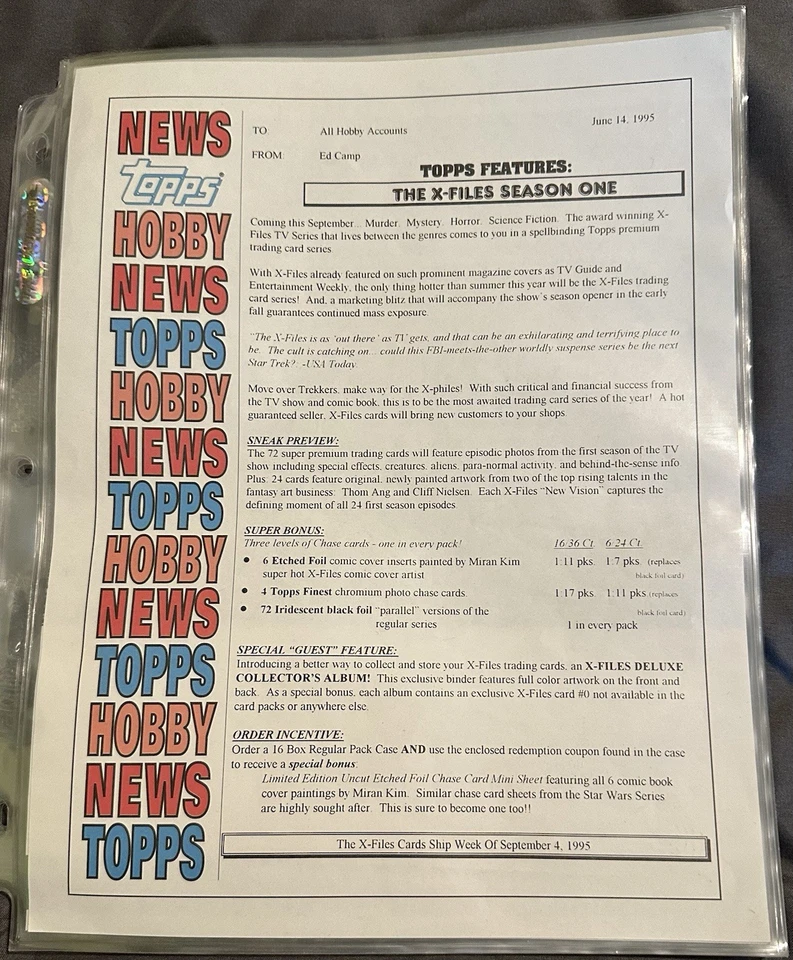 NEWS
Topps
HOBBY
NEWS
TOPPS
HOBBY
NEWS
TOPPS
HOBBY
NEWS
TOPPS
HOBBY
NEWS
TOPPS
June 14, 1995
TO: All Hobby Accounts
FROM: Ed Camp
TOPPS FEATURES:
THE X-FILES SEASON ONE
Coming this September... Murder. Mystery. Horror. Science Fiction. The award winning X-
Files TV Series that lives between the genres comes to you in a spellbinding Topps premium
trading card series.
With X-Files already featured on such prominent magazine covers as TV Guide and
Entertainment Weekly, the only thing hotter than summer this year will be the X-Files trading
card series! And, a marketing blitz that will accompany the show's season opener in the early
fall guarantees continued mass exposure.
"The X-Files is as 'out there' as TV gets, and that can be an exhilarating and terrifying place to
be. The cult is catching on... could this FBI-meets-the-other worldly suspense series be the next
Star Trek? -USA Today.
Move over Trekkers, make way for the X-philes! With such critical and financial success from
the TV show and comic book, this is to be the most awaited trading card series of the year! A hot
guaranteed seller, X-Files cards will bring new customers to your shops.
SNEAK PREVIEW:
The 72 super premium trading cards will feature episodic photos from the first season of the TV
show including special effects, creatures, aliens, para-normal activity, and behind-the-sense info.
Plus, 24 cards feature original, newly painted artwork from two of the top rising talents in the
fantasy art business: Thom Ang and Cliff Nielsen. Each X-Files "New Vision" captures the
defining moment of all 24 first season episodes.
SUPER BONUS:
Three levels of Chase cards - one in every pack! 16/36 Ct. 6/24 Ct.
• 6 Etched Foil comic cover inserts painted by Miran Kim 1:11 pks. 1:7 pks. (replaces
super hot X-Files comic cover artist black foil card)
• 4 Topps Finest chromium photo chase cards. 1:17 pks. 1:11 pks.(replaces
• 72 Iridescent black foil "parallel" versions of the black foil card)
regular series 1 in every pack
SPECIAL "GUEST" FEATURE:
Introducing a better way to collect and store your X-Files trading cards, an X-FILES DELUXE
COLLECTOR'S ALBUM! This exclusive binder features full color artwork on the front and
back. As a special bonus, each album contains an exclusive X-Files card #0 not available in the
card packs or anywhere else.
ORDER INCENTIVE:
Order a 16 Box Regular Pack Case AND use the enclosed redemption coupon found in the case
to receive a special bonus:
Limited Edition Uncut Etched Foil Chase Card Mini Sheet featuring all 6 comic book
cover paintings by Miran Kim. Similar chase card sheets from the Star Wars Series
are highly sought after. This is sure to become one too!!
The X-Files Cards Ship Week Of September 4, 1995